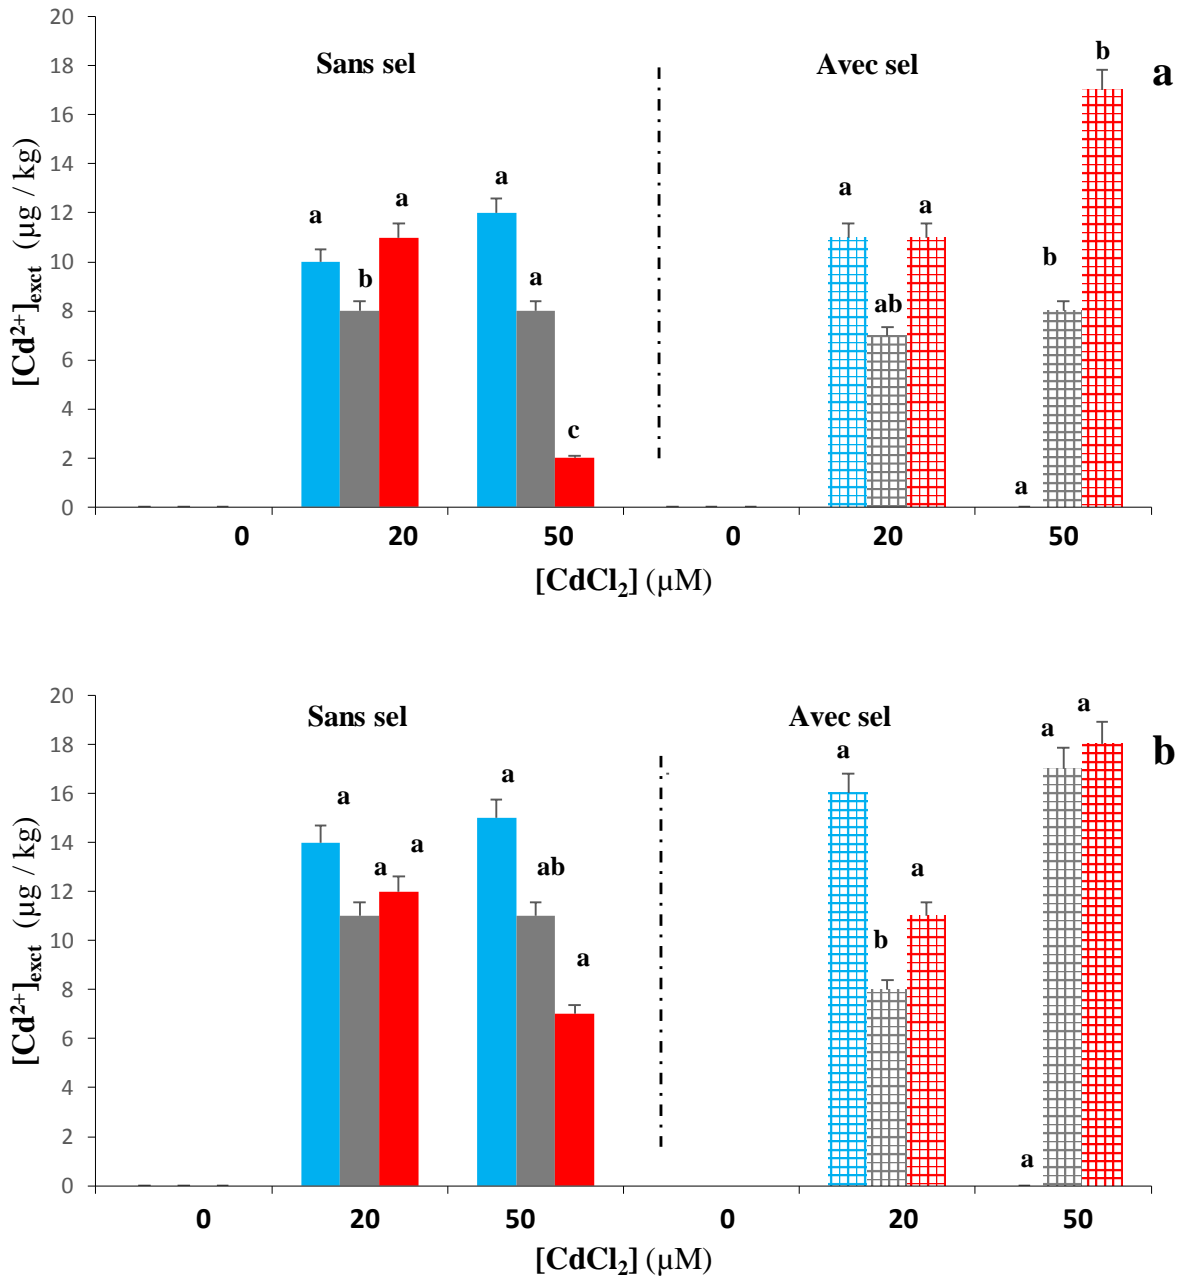 20
18
16
14
12
10
8
6
4
2
0
[Cd²⁺]exct (µg / kg)
Sans sel
Avec sel
a
a
b
a
a
a
c
a
ab
a
a
b
b
0
20
50
0
20
50
[CdCl₂] (µM)
20
18
16
14
12
10
8
6
4
2
0
[Cd²⁺]exct (µg / kg)
Sans sel
Avec sel
b
a
a
a
a
ab
a
a
b
a
a
a
a
0
20
50
0
20
50
[CdCl₂] (µM)